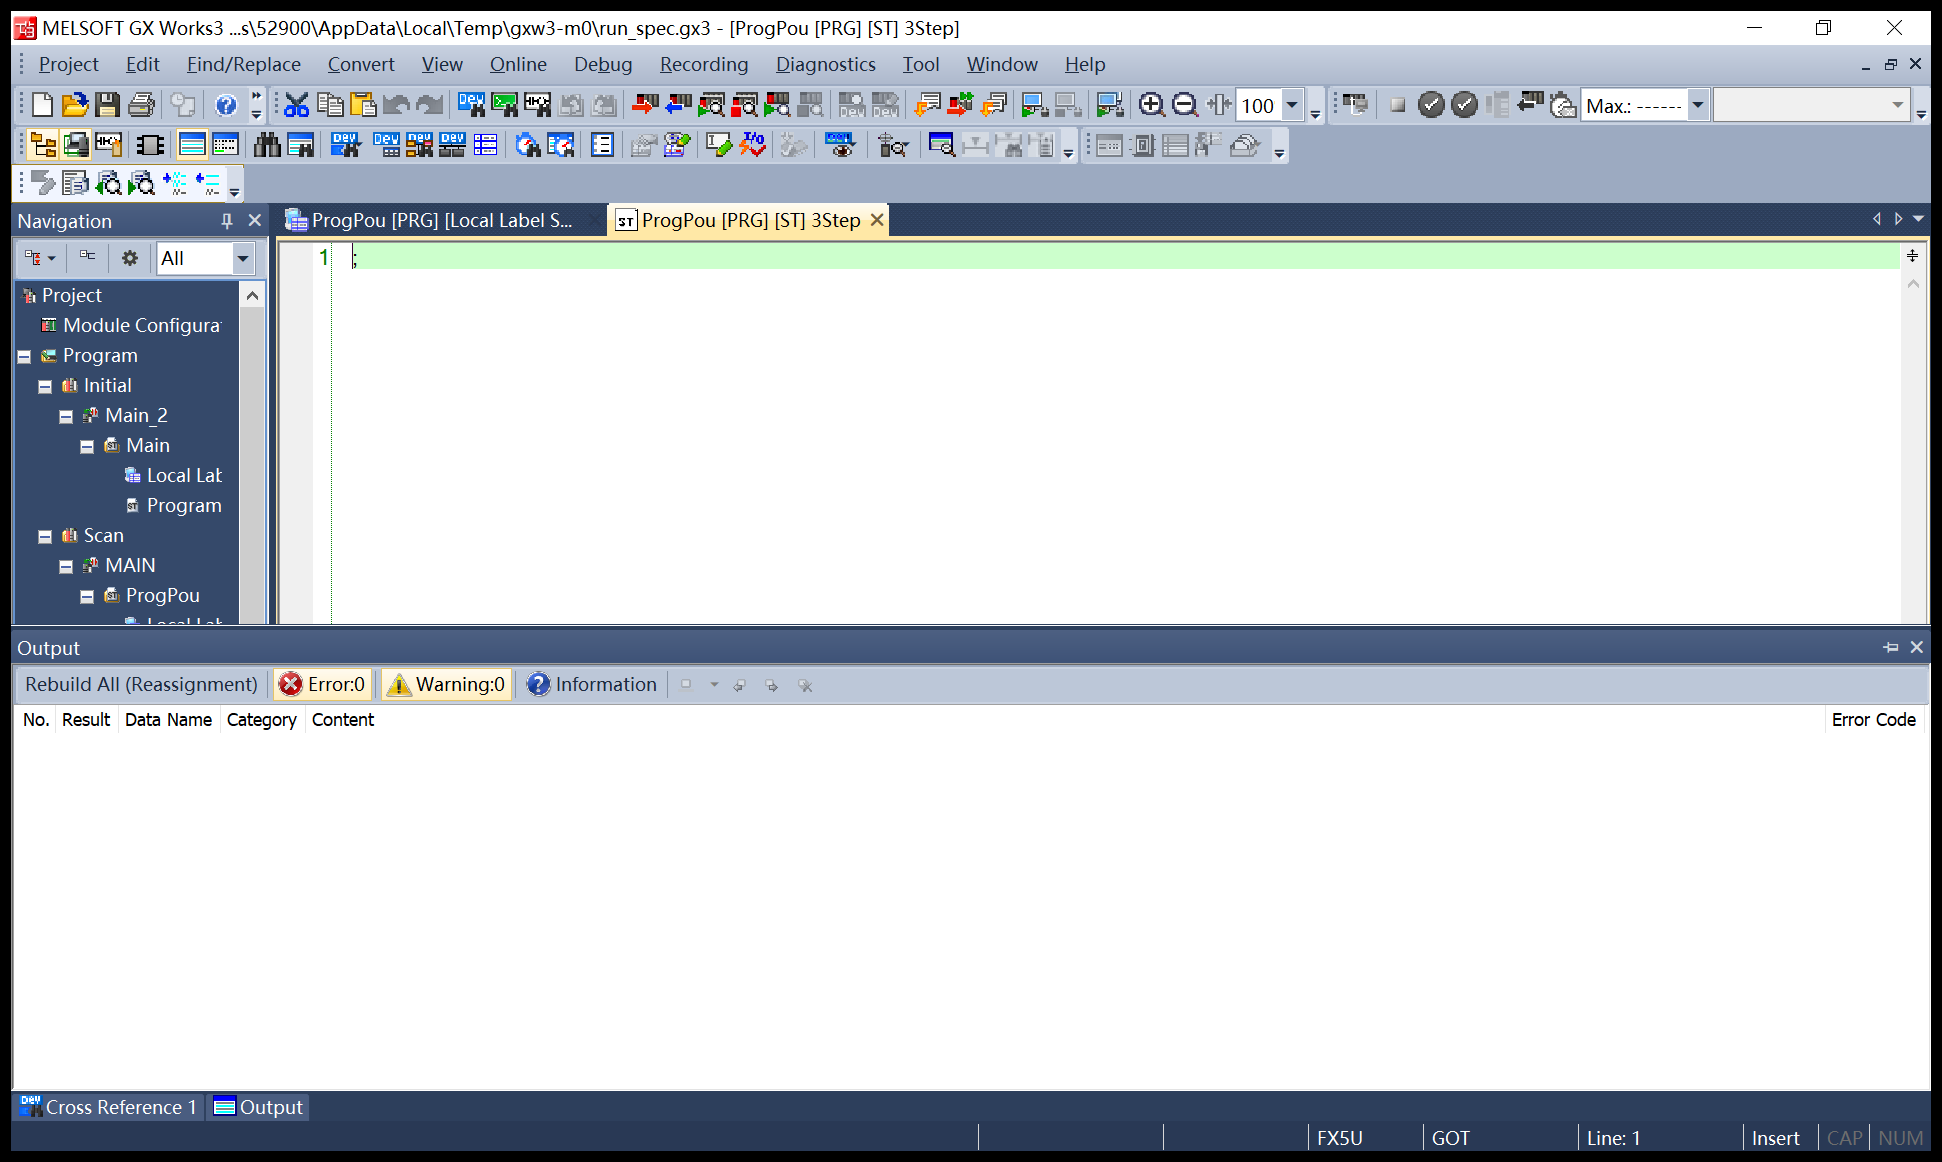 MELSOFT GX Works3 ...s\52900\AppData\Local\Temp\gxw3-m0\run_spec.gx3 - [ProgPou [PRG] [ST] 3Step]
Project Edit Find/Replace Convert View Online Debug Recording Diagnostics Tool Window Help
100 Max.: ------
Navigation
ProgPou [PRG] [Local Label S...
ProgPou [PRG] [ST] 3Step
All
1 ;
Project
Module Configura
Program
Initial
Main_2
Main
Local Lab
Program
Scan
MAIN
ProgPou
Local Lab
Output
Rebuild All (Reassignment) Error:0 Warning:0 Information
No. Result Data Name Category Content Error Code
Cross Reference 1 Output
FX5U GOT Line: 1 Insert CAP NUM